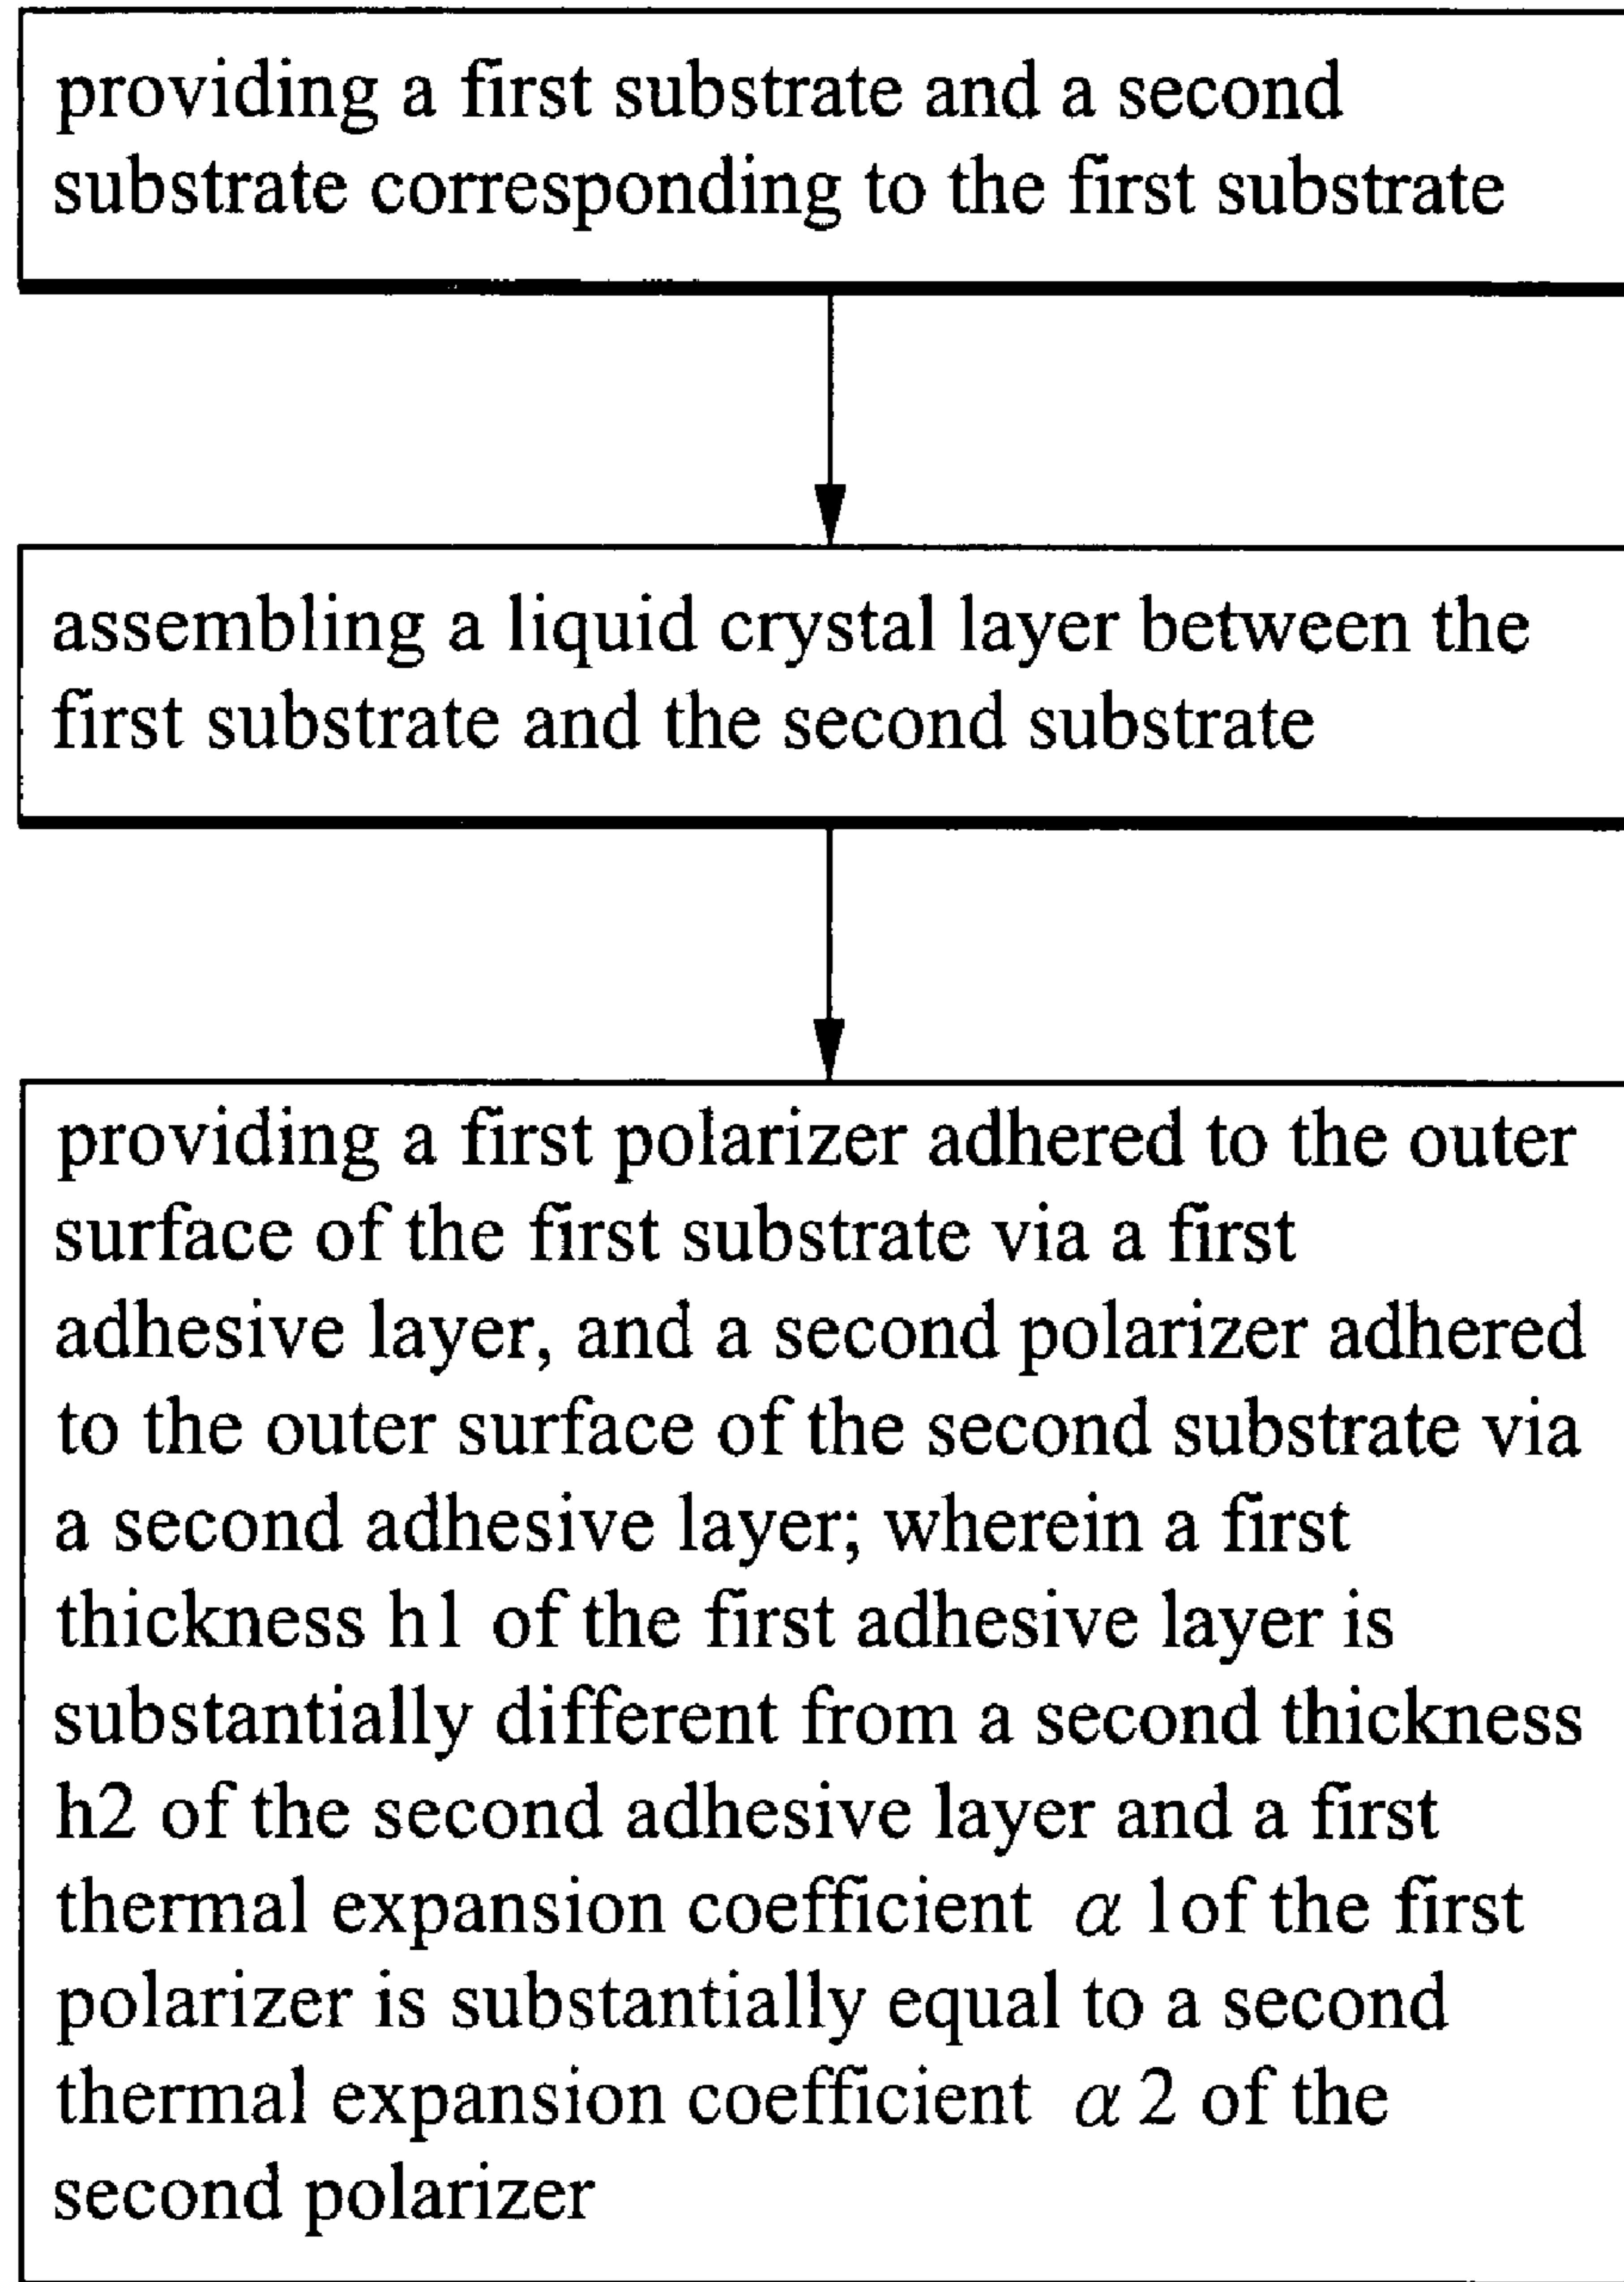 providing a first substrate and a second
substrate corresponding to the first substrate
assembling a liquid crystal layer between the
first substrate and the second substrate
providing a first polarizer adhered to the outer
surface of the first substrate via a first
adhesive layer, and a second polarizer adhered
to the outer surface of the second substrate via
a second adhesive layer; wherein a first
thickness h1 of the first adhesive layer is
substantially different from a second thickness
h2 of the second adhesive layer and a first
thermal expansion coefficient α 1of the first
polarizer is substantially equal to a second
thermal expansion coefficient α 2 of the
second polarizer